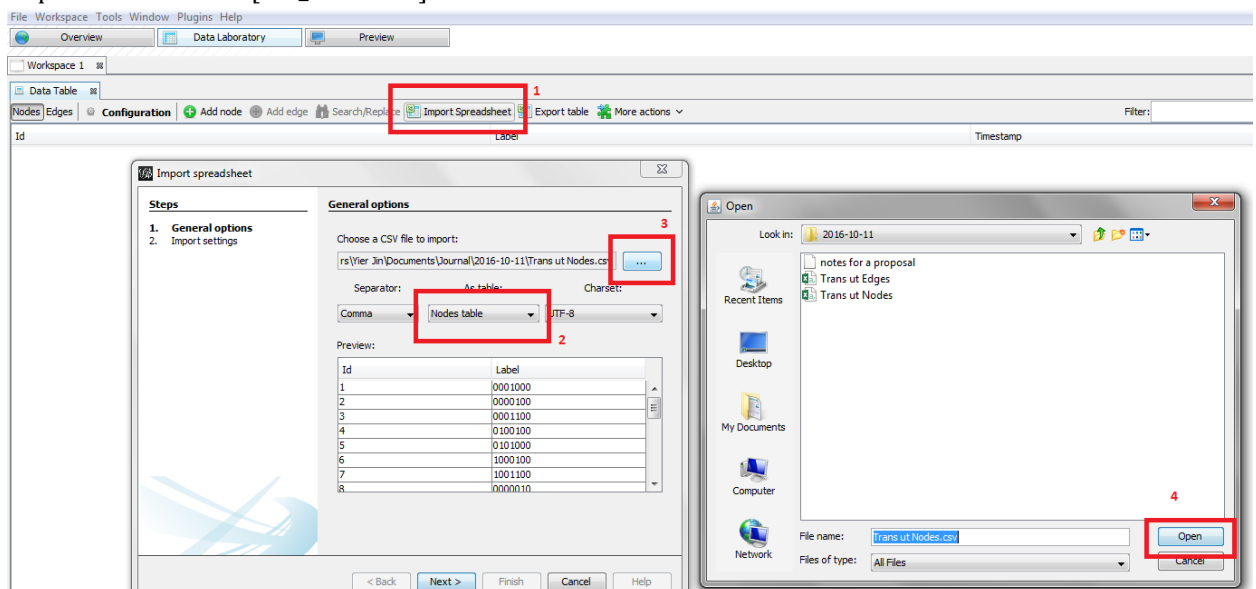 File Workspace Tools Window Plugins Help
Overview Data Laboratory Preview
Workspace 1
Data Table
1
Nodes Edges Configuration Add node Add edge Search/Replace Import Spreadsheet Export table More actions Filter:
Id Label Timestamp
Import spreadsheet
Steps
1. General options
2. Import settings
General options
3
Choose a CSV file to import:
rs\Yier Jin\Documents\Journal\2016-10-11\Trans ut Nodes.csv ...
Separator: As table: Charset:
Comma Nodes table UTF-8
2
Preview:
Id Label
1 0001000
2 0000100
3 0001100
4 0100100
5 0101000
6 1000100
7 1001100
8 0000010
< Back Next > Finish Cancel Help
Open
Look in: 2016-10-11
notes for a proposal
Trans ut Edges
Trans ut Nodes
Recent Items
Desktop
My Documents
Computer
Network
4
File name: Trans ut Nodes.csv Open
Files of type: All Files Cancel